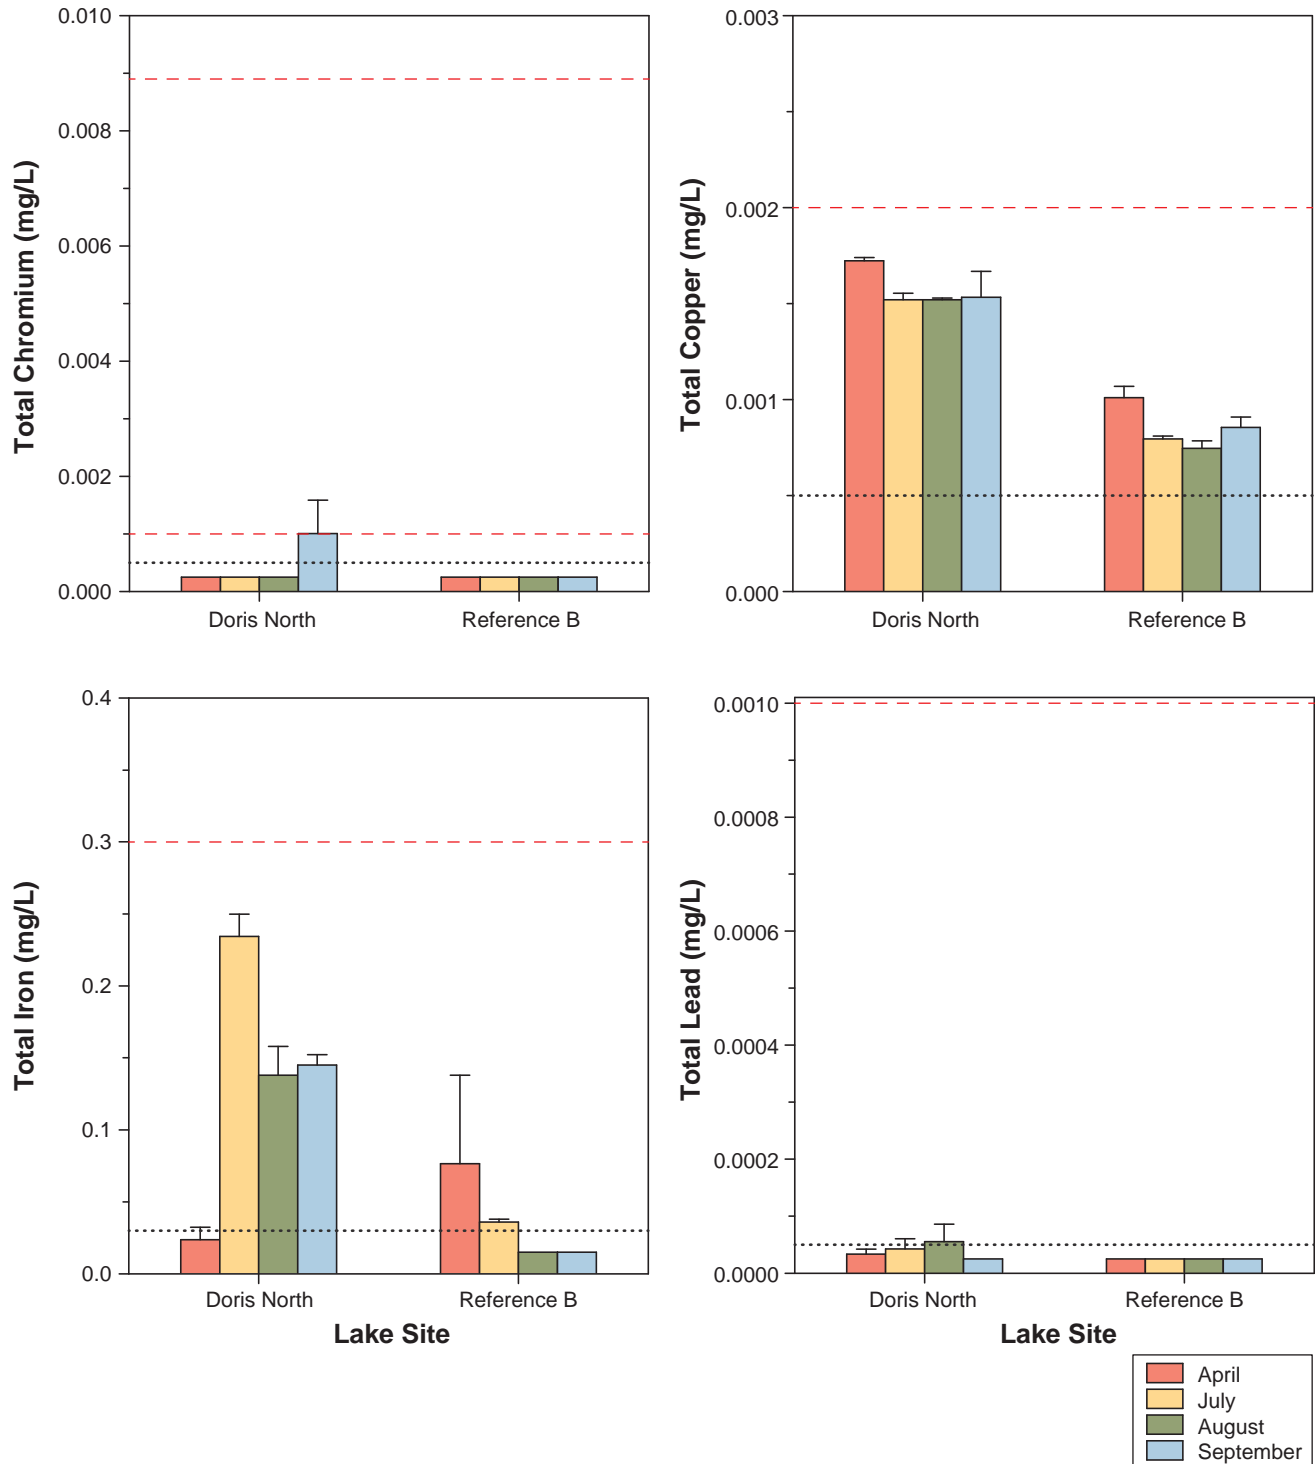 Total Chromium (mg/L)
0.010
0.008
0.006
0.004
0.002
0.000
Doris North
Reference B
Total Copper (mg/L)
0.003
0.002
0.001
0.000
Doris North
Reference B
Total Iron (mg/L)
0.4
0.3
0.2
0.1
0.0
Doris North
Reference B
Lake Site
Total Lead (mg/L)
0.0010
0.0008
0.0006
0.0004
0.0002
0.0000
Doris North
Reference B
Lake Site
April
July
August
September